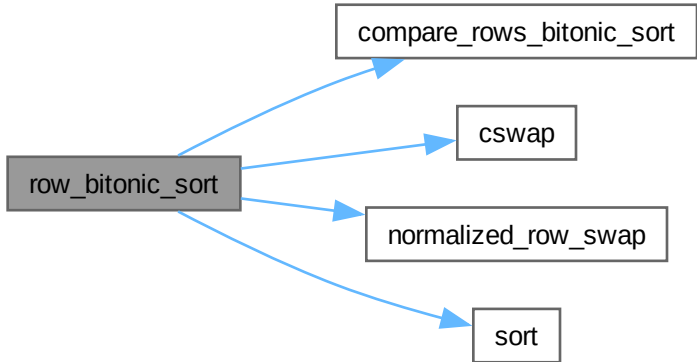 compare_rows_bitonic_sort
cswap
row_bitonic_sort
normalized_row_swap
sort